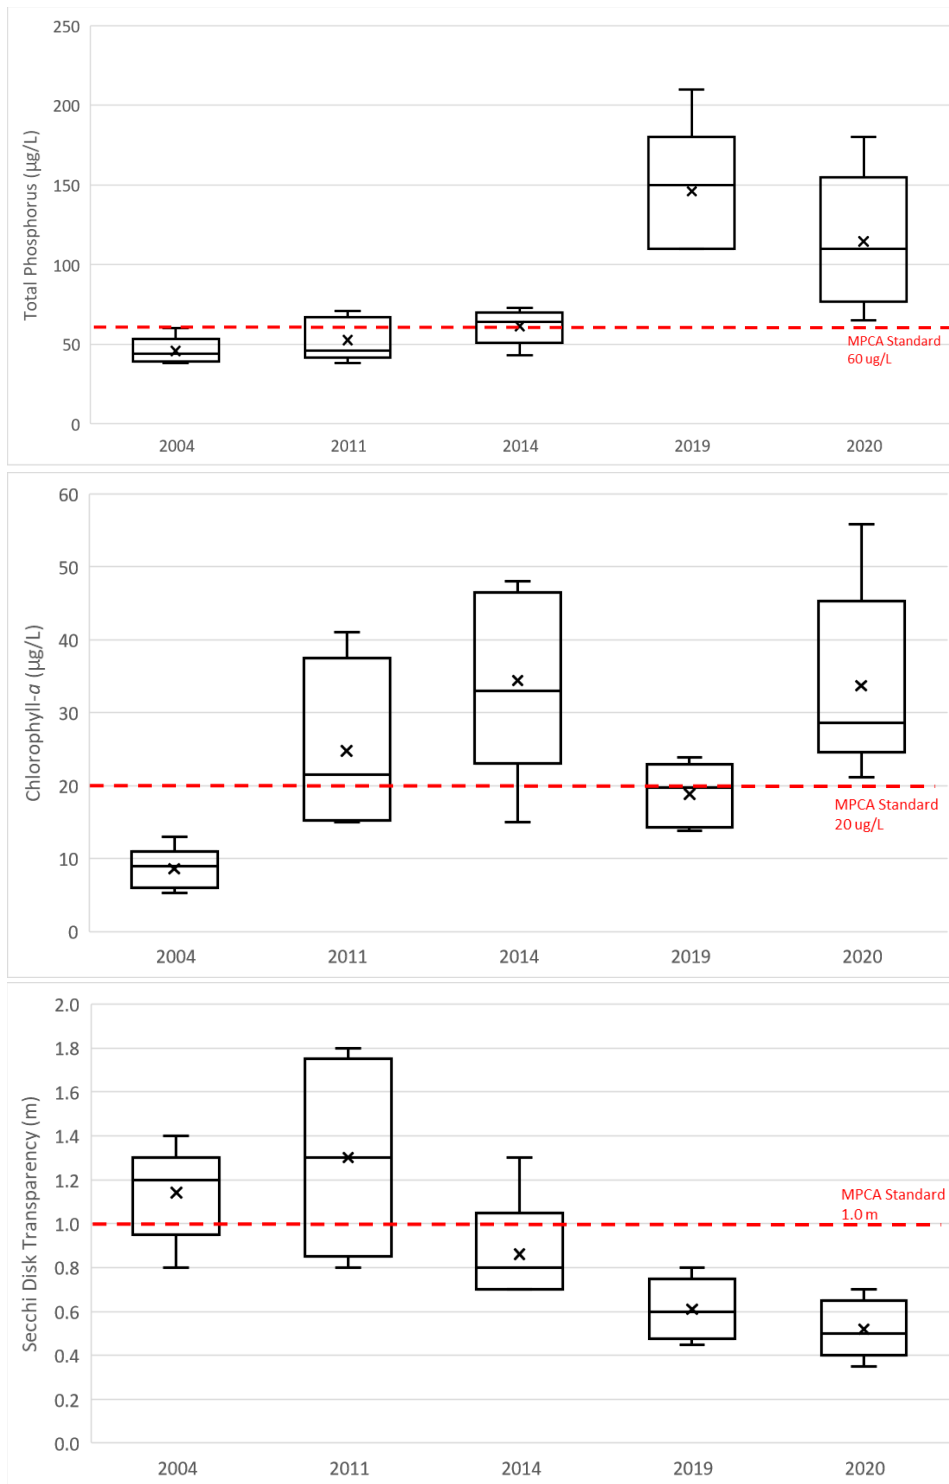 Total Phosphorus (µg/L)
250
200
150
100
50
0
MPCA Standard
60 ug/L
2004 2011 2014 2019 2020
Chlorophyll-a (µg/L)
60
50
40
30
20
10
0
MPCA Standard
20 ug/L
2004 2011 2014 2019 2020
Secchi Disk Transparency (m)
2.0
1.8
1.6
1.4
1.2
1.0
0.8
0.6
0.4
0.2
0.0
MPCA Standard
1.0 m
2004 2011 2014 2019 2020